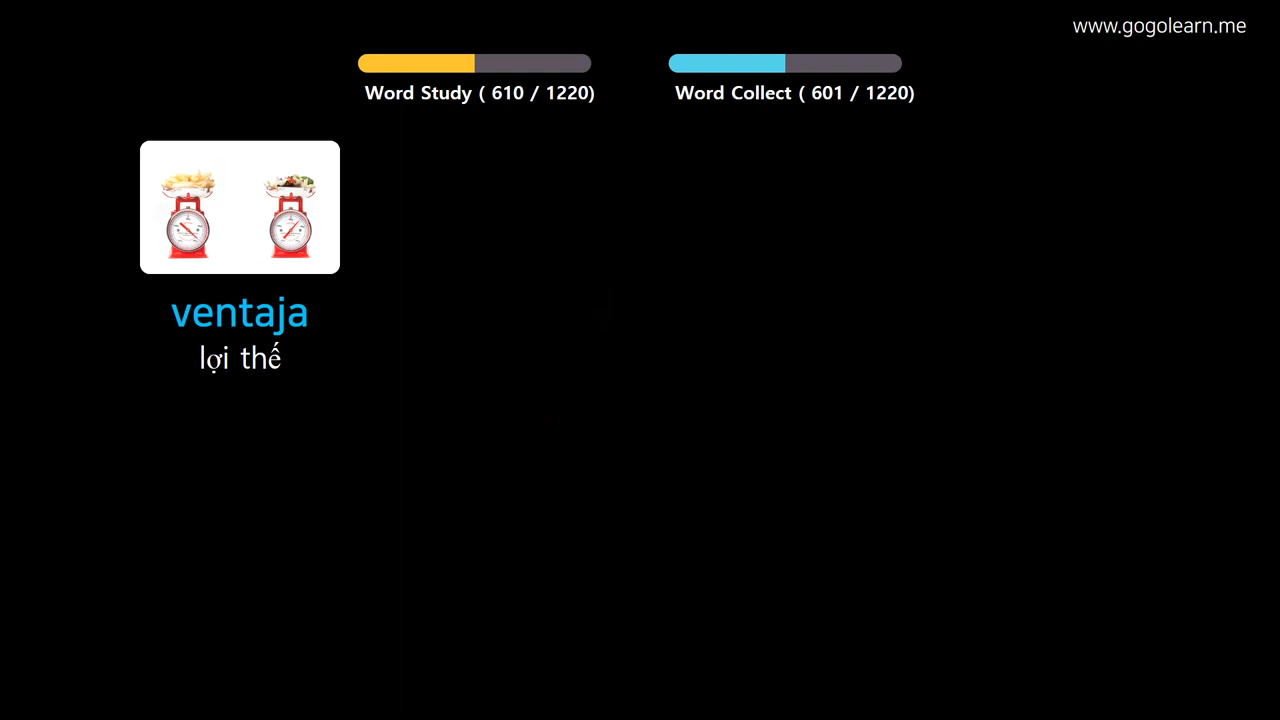 www.gogolearn.me
Word Study ( 610 / 1220)
Word Collect ( 601 / 1220)
ventaja
lợi thế